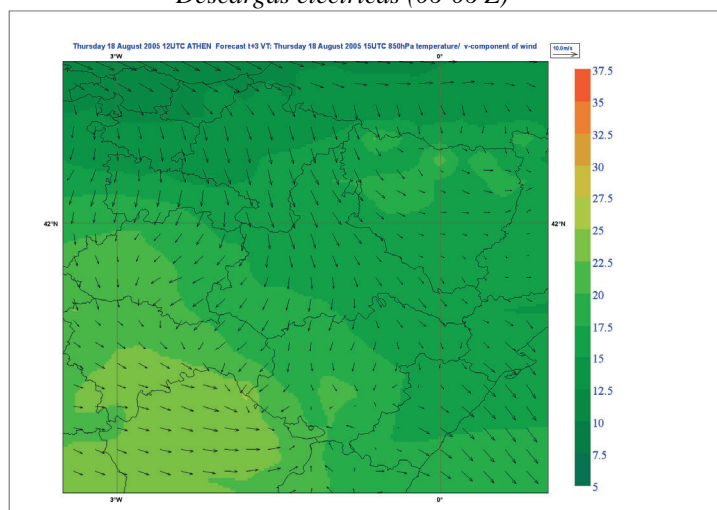 Descargas eléctricas (06-06 Z)
Thursday 18 August 2005 12UTC ATHEN Forecast t+3 VT: Thursday 18 August 2005 15UTC 850hPa temperature/ v-component of wind
10.0m/s
3°W
0°
37.5
35
32.5
30
27.5
25
22.5
20
17.5
15
12.5
10
7.5
5
42°N
42°N
3°W
0°